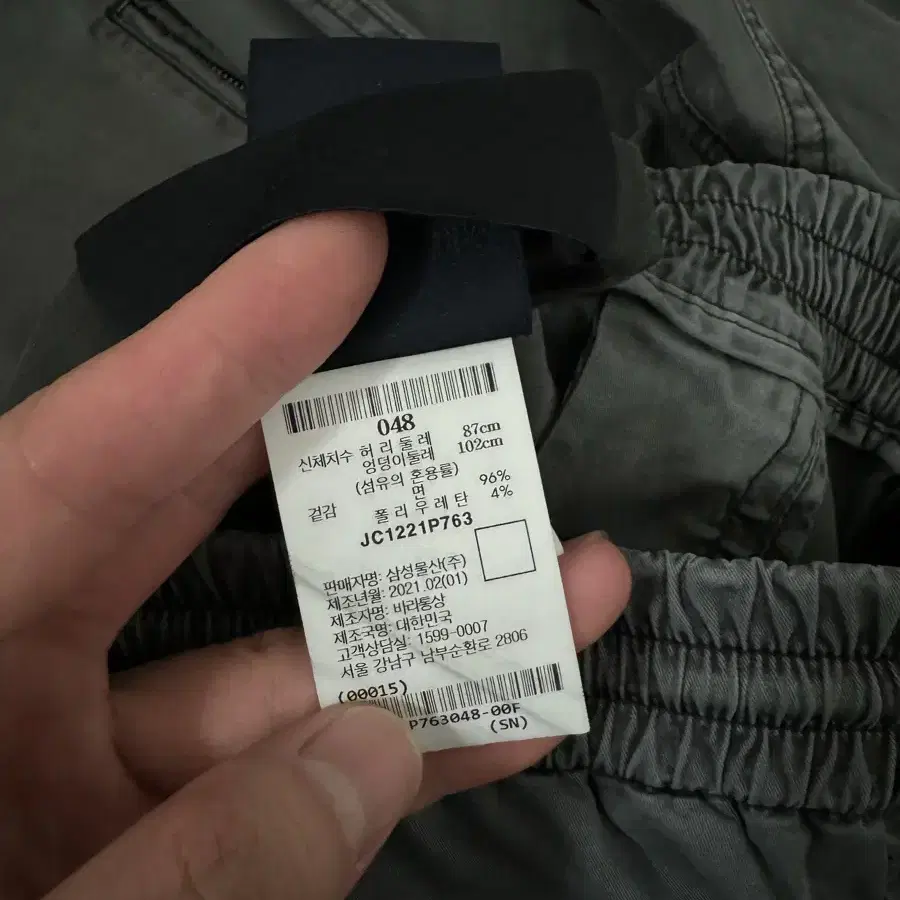 048
신체치수 허리둘레 87cm
엉덩이둘레 102cm
(섬유의 혼용률)
겉감 면 96%
폴리우레탄 4%
JC1221P763
판매자명: 삼성물산(주)
제조년월: 2021.02(01)
제조자명: 바라통상
제조국명: 대한민국
고객상담실: 1599-0007
서울 강남구 남부순환로 2806
(00015)
P763048-00F
(SN)